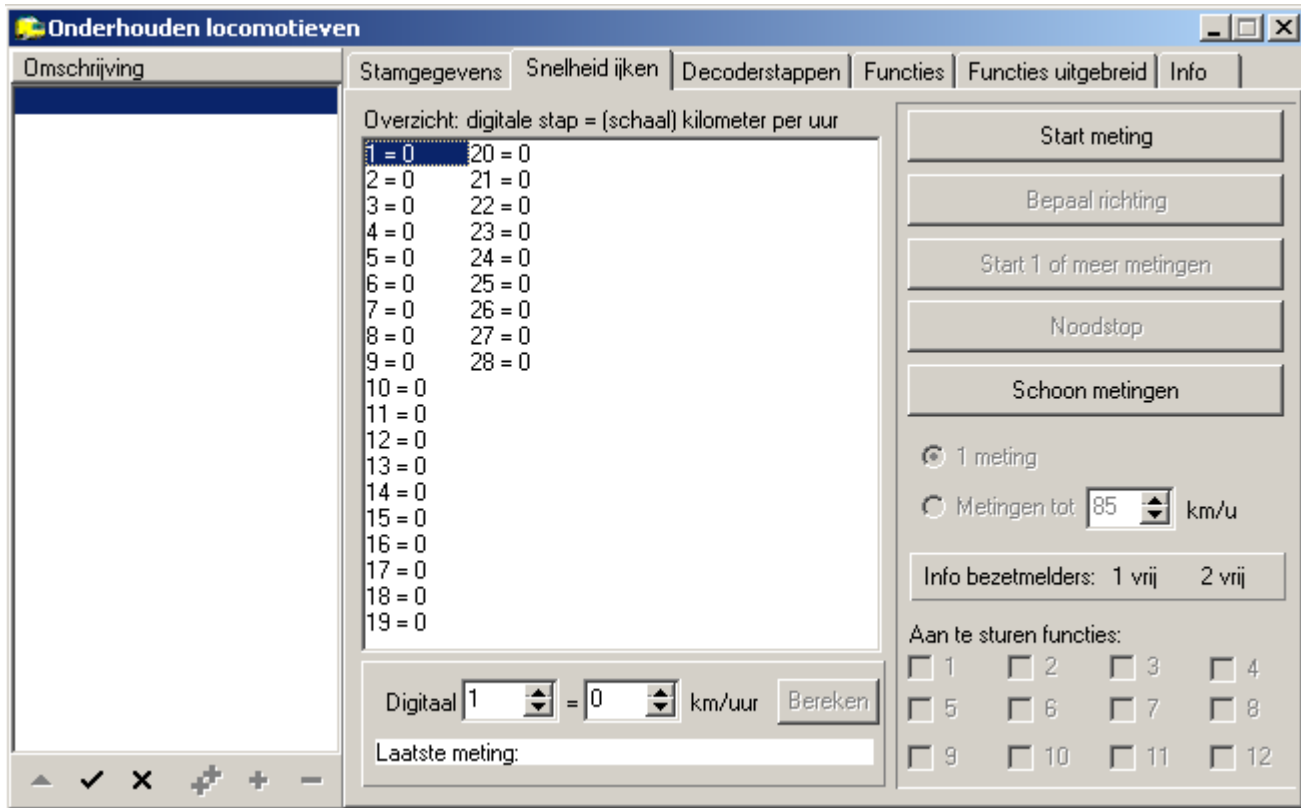 Onderhouden locomotieven
Omschrijving
Stamgegevens Snelheid ijken Decoderstappen Functies Functies uitgebreid Info
Overzicht: digitale stap = (schaal) kilometer per uur
1 = 0 20 = 0
2 = 0 21 = 0
3 = 0 22 = 0
4 = 0 23 = 0
5 = 0 24 = 0
6 = 0 25 = 0
7 = 0 26 = 0
8 = 0 27 = 0
9 = 0 28 = 0
10 = 0
11 = 0
12 = 0
13 = 0
14 = 0
15 = 0
16 = 0
17 = 0
18 = 0
19 = 0
Digitaal 1 = 0 km/uur Bereken
Laatste meting:
Start meting
Bepaal richting
Start 1 of meer metingen
Noodstop
Schoon metingen
1 meting
Metingen tot 85 km/u
Info bezetmelders: 1 vrij 2 vrij
Aan te sturen functies:
1 2 3 4
5 6 7 8
9 10 11 12